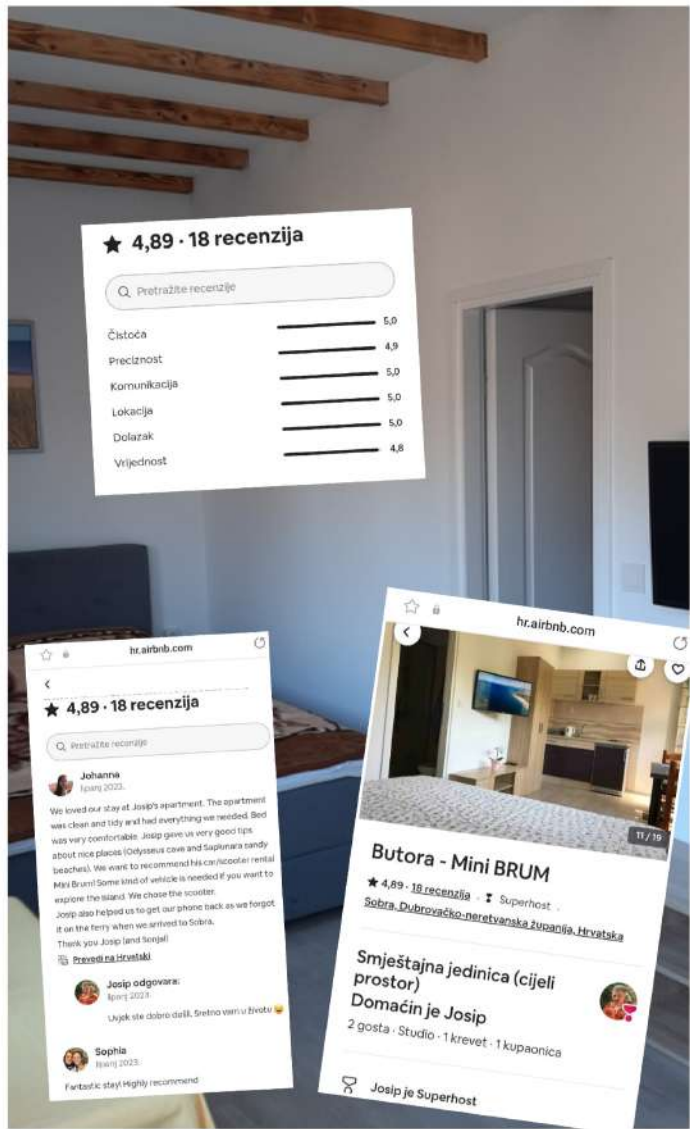 ★ 4,89 · 18 recenzija
Pretražite recenzije
Čistoća 5,0
Preciznost 4,9
Komunikacija 5,0
Lokacija 5,0
Dolazak 5,0
Vrijednost 4,8
hr.airbnb.com
★ 4,89 · 18 recenzija
Pretražite recenzije
Johanna
lipanj 2023.
We loved our stay at Josip's apartment. The apartment
was clean and tidy and had everything we needed. Bed
was very comfortable. Josip gave us very good tips
about nice places (Odysseus cave and Saplunara sandy
beaches). We want to recommend his car/scooter rental
Mini Brum! Some kind of vehicle is needed if you want to
explore the island. We chose the scooter.
Josip also helped us to get our phone back as we forgot
it on the ferry when we arrived to Sobra.
Thank you Josip (and Sonja!)
Prevedi na Hrvatski
Josip odgovara:
lipanj 2023.
Uvjek ste dobro došli. Sretno vam u životu 😀
Sophia
lipanj 2023.
Fantastic stay! Highly recommend
hr.airbnb.com
11 / 19
Butora - Mini BRUM
★ 4,89 · 18 recenzija · Superhost ·
Sobra, Dubrovačko-neretvanska županija, Hrvatska
Smještajna jedinica (cijeli
prostor)
Domaćin je Josip
2 gosta · Studio · 1 krevet · 1 kupaonica
Josip je Superhost